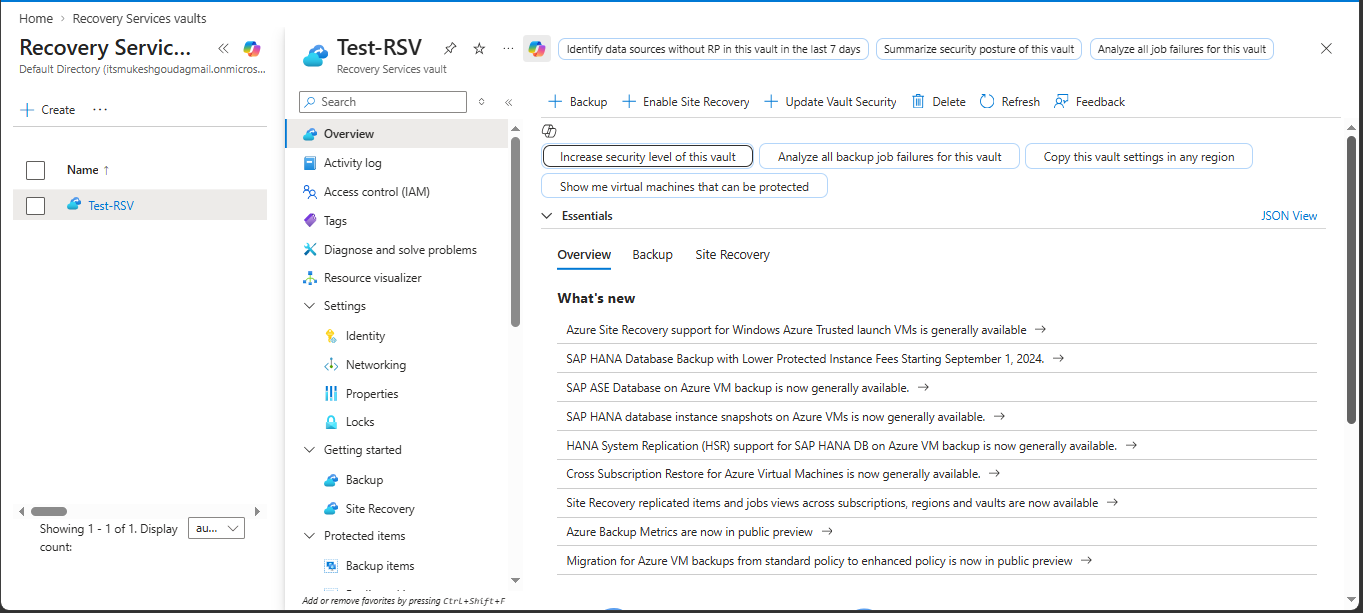 Home > Recovery Services vaults
Recovery Servic...
Default Directory (itsmukeshgoudagmail.onmicros...
Create
Name ↑
Test-RSV
Showing 1 - 1 of 1. Display
count:
au...
Test-RSV
Recovery Services vault
Identify data sources without RP in this vault in the last 7 days
Summarize security posture of this vault
Analyze all job failures for this vault
Search
Overview
Activity log
Access control (IAM)
Tags
Diagnose and solve problems
Resource visualizer
Settings
Identity
Networking
Properties
Locks
Getting started
Backup
Site Recovery
Protected items
Backup items
Add or remove favorites by pressing Ctrl+Shift+F
Backup
Enable Site Recovery
Update Vault Security
Delete
Refresh
Feedback
Increase security level of this vault
Analyze all backup job failures for this vault
Copy this vault settings in any region
Show me virtual machines that can be protected
Essentials
JSON View
Overview
Backup
Site Recovery
What's new
Azure Site Recovery support for Windows Azure Trusted launch VMs is generally available →
SAP HANA Database Backup with Lower Protected Instance Fees Starting September 1, 2024. →
SAP ASE Database on Azure VM backup is now generally available. →
SAP HANA database instance snapshots on Azure VMs is now generally available. →
HANA System Replication (HSR) support for SAP HANA DB on Azure VM backup is now generally available. →
Cross Subscription Restore for Azure Virtual Machines is now generally available. →
Site Recovery replicated items and jobs views across subscriptions, regions and vaults are now available →
Azure Backup Metrics are now in public preview →
Migration for Azure VM backups from standard policy to enhanced policy is now in public preview →